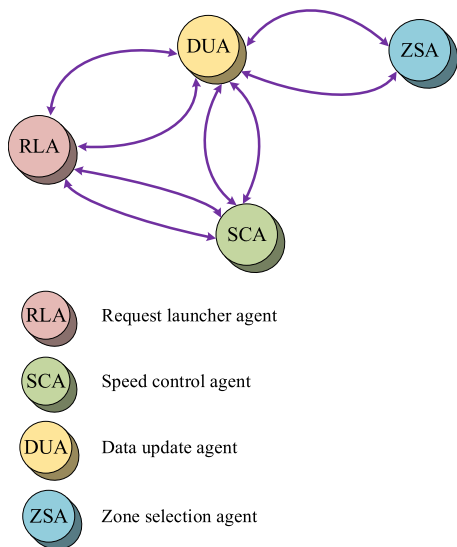 DUA
ZSA
RLA
SCA
RLA Request launcher agent
SCA Speed control agent
DUA Data update agent
ZSA Zone selection agent